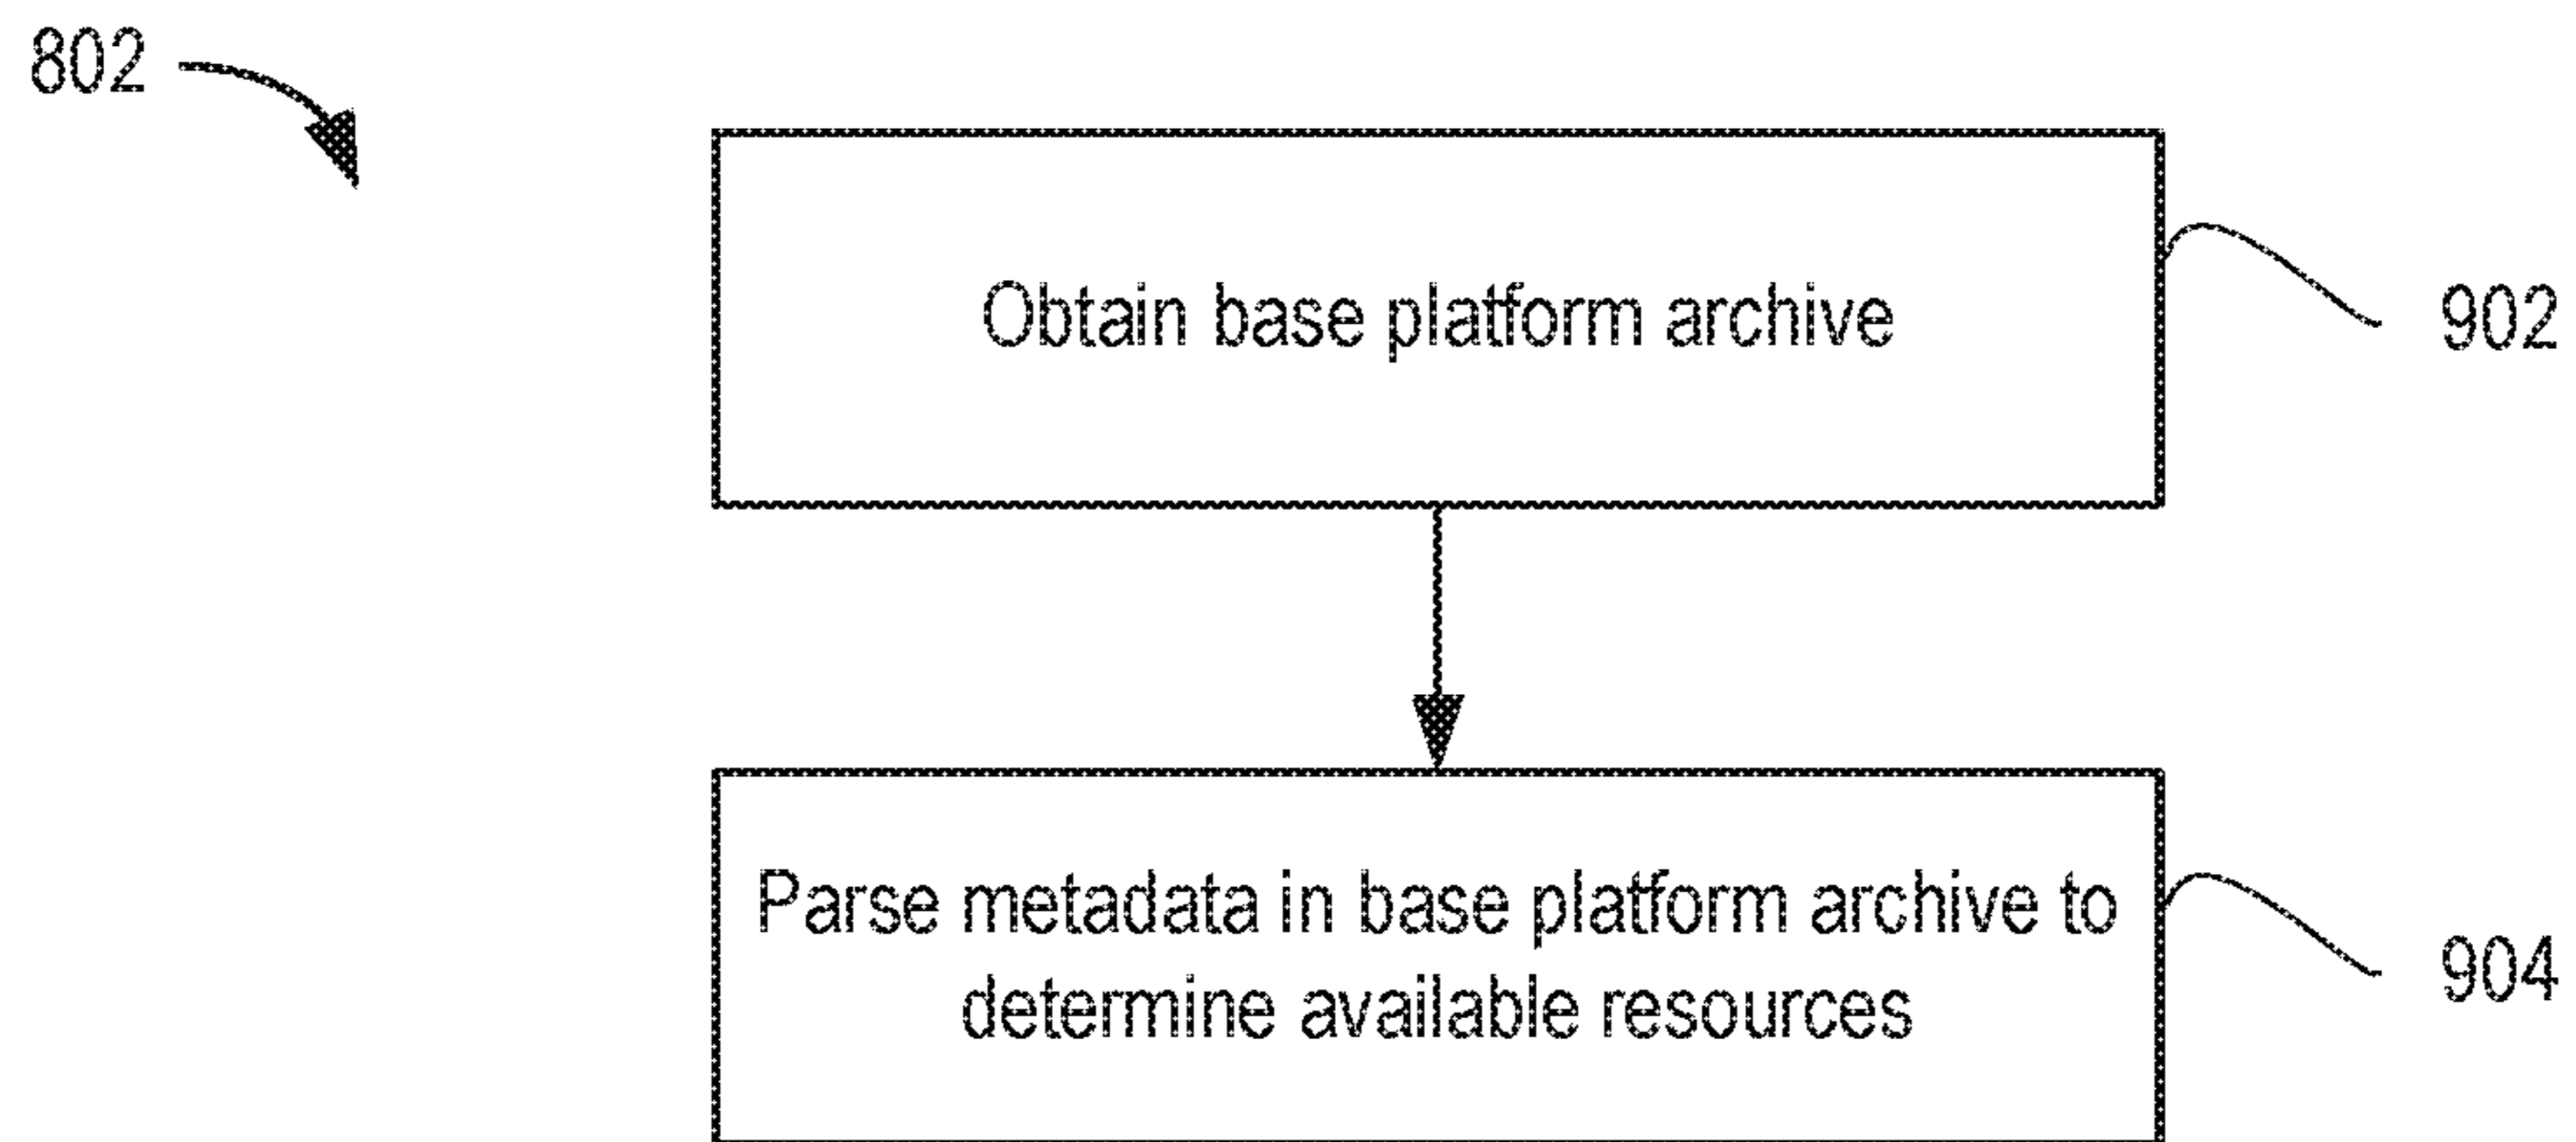 802
Obtain base platform archive
902
Parse metadata in base platform archive to
determine available resources
904